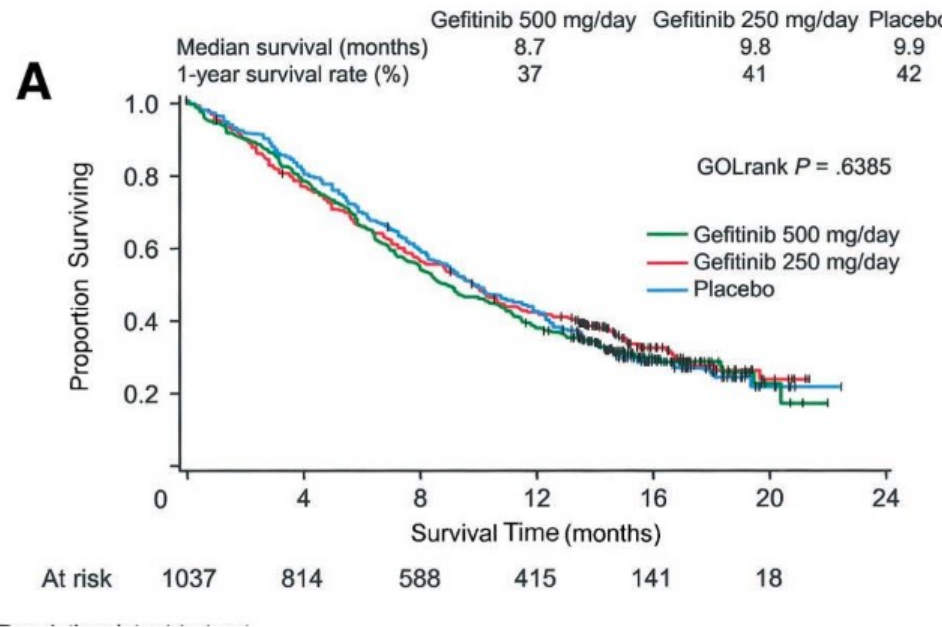 Gefitinib 500 mg/day Gefitinib 250 mg/day Placebo
Median survival (months) 8.7 9.8 9.9
1-year survival rate (%) 37 41 42
A
1.0
0.8
0.6
0.4
0.2
Proportion Surviving
GOLrank P = .6385
Gefitinib 500 mg/day
Gefitinib 250 mg/day
Placebo
0 4 8 12 16 20 24
Survival Time (months)
At risk 1037 814 588 415 141 18